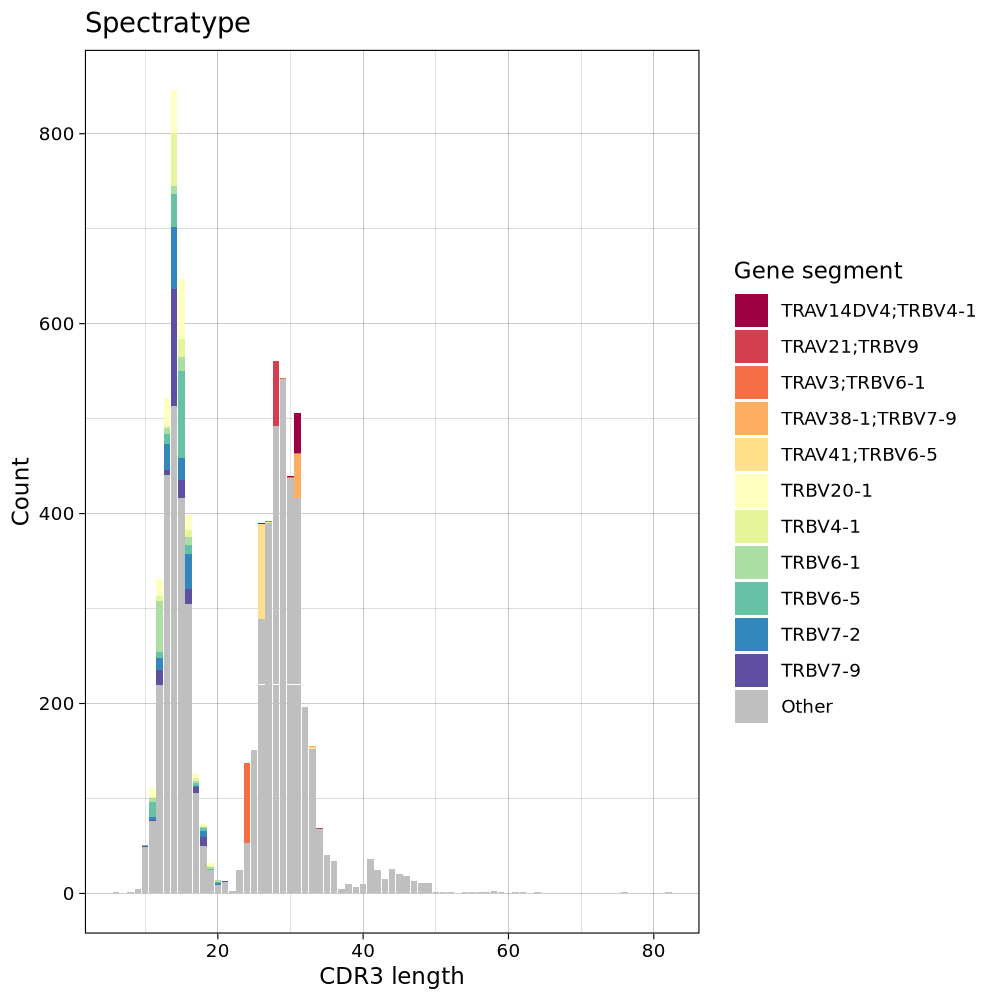 Spectratype
Count
800
600
400
200
0
20 40 60 80
CDR3 length
Gene segment
TRAV14DV4;TRBV4-1
TRAV21;TRBV9
TRAV3;TRBV6-1
TRAV38-1;TRBV7-9
TRAV41;TRBV6-5
TRBV20-1
TRBV4-1
TRBV6-1
TRBV6-5
TRBV7-2
TRBV7-9
Other